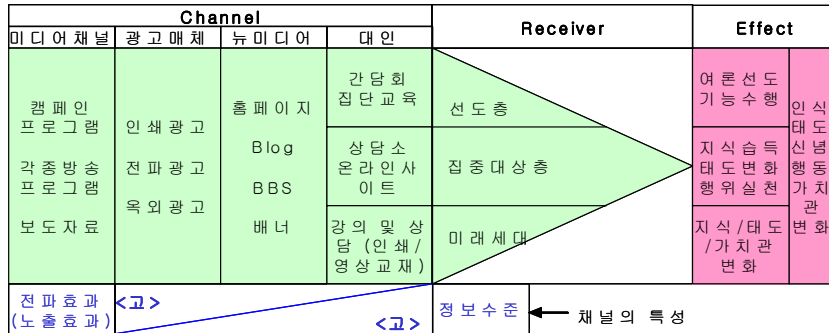 Channel
Receiver
Effect
미디어채널
광고매체
뉴미디어
대인
캠페인
프로그램
각종방송
프로그램
보도자료
인쇄광고
전파광고
옥외광고
홈페이지
Blog
BBS
배너
간담회
집단교육
상담소
온라인사
이트
강의 및 상
담 (인쇄/
영상교재)
선도층
집중대상층
미래세대
여론선도
기능수행
지식습득
태도변화
행위실천
지식/태도
/가치관
변화
인식
태도
신념
행동
가치
관
변화
전파효과
(노출효과)
<고>
<고>
정보수준
채널의 특성